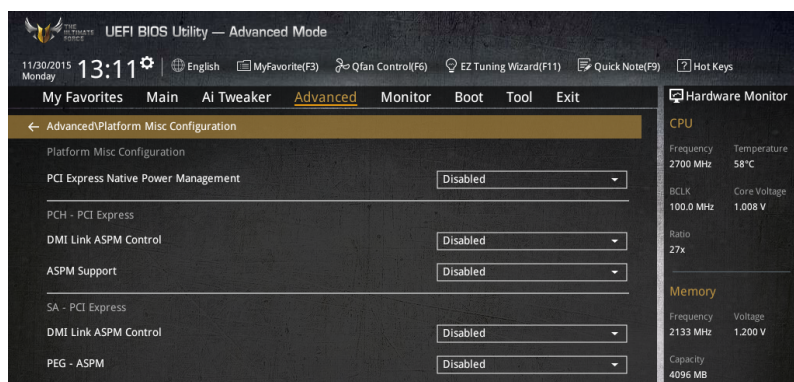 THE ULTIMATE FORCE
UEFI BIOS Utility — Advanced Mode
11/30/2015 Monday 13:11 English MyFavorite(F3) Qfan Control(F6) EZ Tuning Wizard(F11) Quick Note(F9) Hot Keys
My Favorites Main Ai Tweaker Advanced Monitor Boot Tool Exit
← Advanced\Platform Misc Configuration
Platform Misc Configuration
PCI Express Native Power Management Disabled
PCH - PCI Express
DMI Link ASPM Control Disabled
ASPM Support Disabled
SA - PCI Express
DMI Link ASPM Control Disabled
PEG - ASPM Disabled
Hardware Monitor
CPU
Frequency Temperature
2700 MHz 58°C
BCLK Core Voltage
100.0 MHz 1.008 V
Ratio
27x
Memory
Frequency Voltage
2133 MHz 1.200 V
Capacity
4096 MB